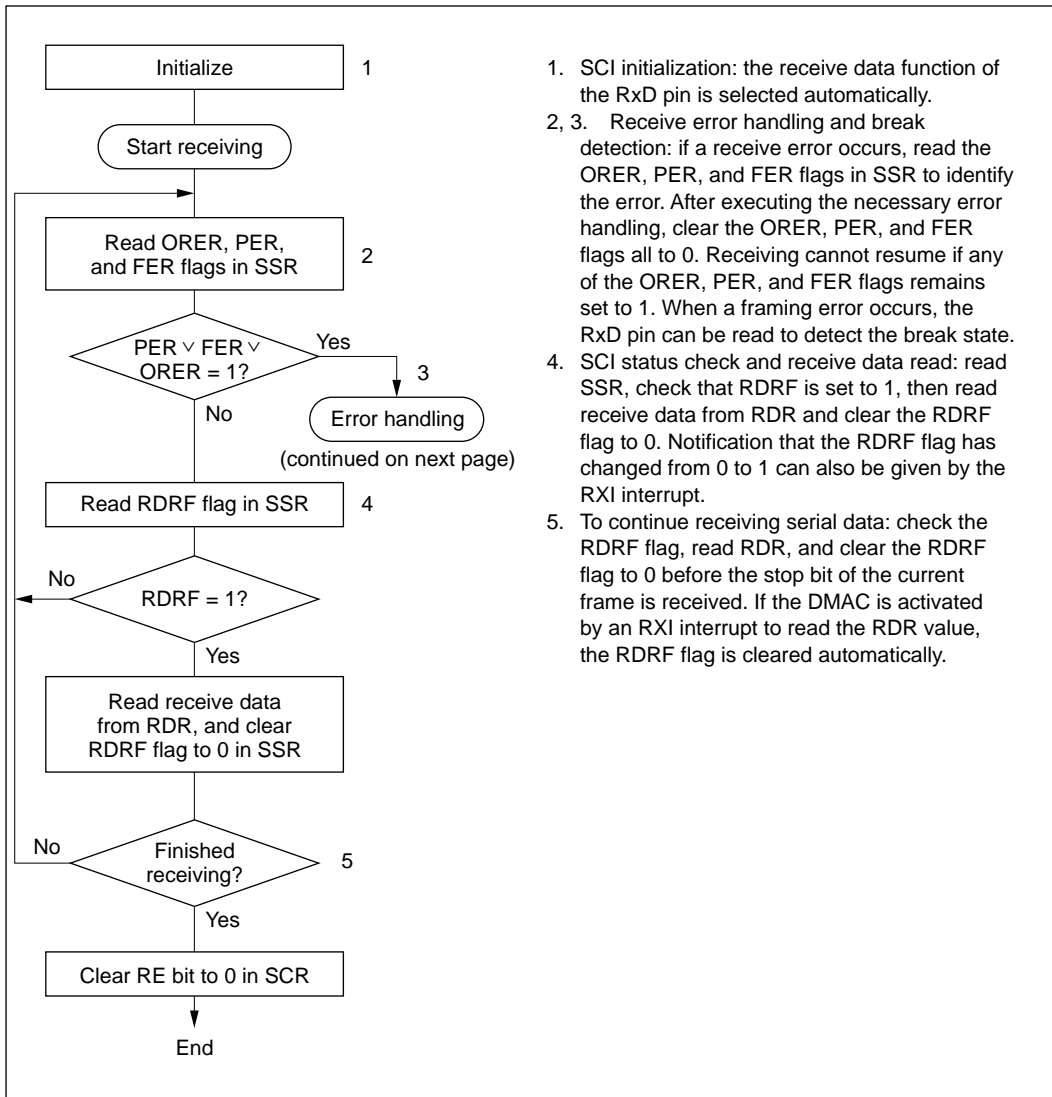 Initialize
1
Start receiving
Read ORER, PER,
and FER flags in SSR
2
PER ∨ FER ∨
ORER = 1?
Yes
3
No
Error handling
(continued on next page)
Read RDRF flag in SSR
4
No
RDRF = 1?
Yes
Read receive data
from RDR, and clear
RDRF flag to 0 in SSR
No
Finished
receiving?
5
Yes
Clear RE bit to 0 in SCR
End
1. SCI initialization: the receive data function of
the RxD pin is selected automatically.
2, 3. Receive error handling and break
detection: if a receive error occurs, read the
ORER, PER, and FER flags in SSR to identify
the error. After executing the necessary error
handling, clear the ORER, PER, and FER
flags all to 0. Receiving cannot resume if any
of the ORER, PER, and FER flags remains
set to 1. When a framing error occurs, the
RxD pin can be read to detect the break state.
4. SCI status check and receive data read: read
SSR, check that RDRF is set to 1, then read
receive data from RDR and clear the RDRF
flag to 0. Notification that the RDRF flag has
changed from 0 to 1 can also be given by the
RXI interrupt.
5. To continue receiving serial data: check the
RDRF flag, read RDR, and clear the RDRF
flag to 0 before the stop bit of the current
frame is received. If the DMAC is activated
by an RXI interrupt to read the RDR value,
the RDRF flag is cleared automatically.